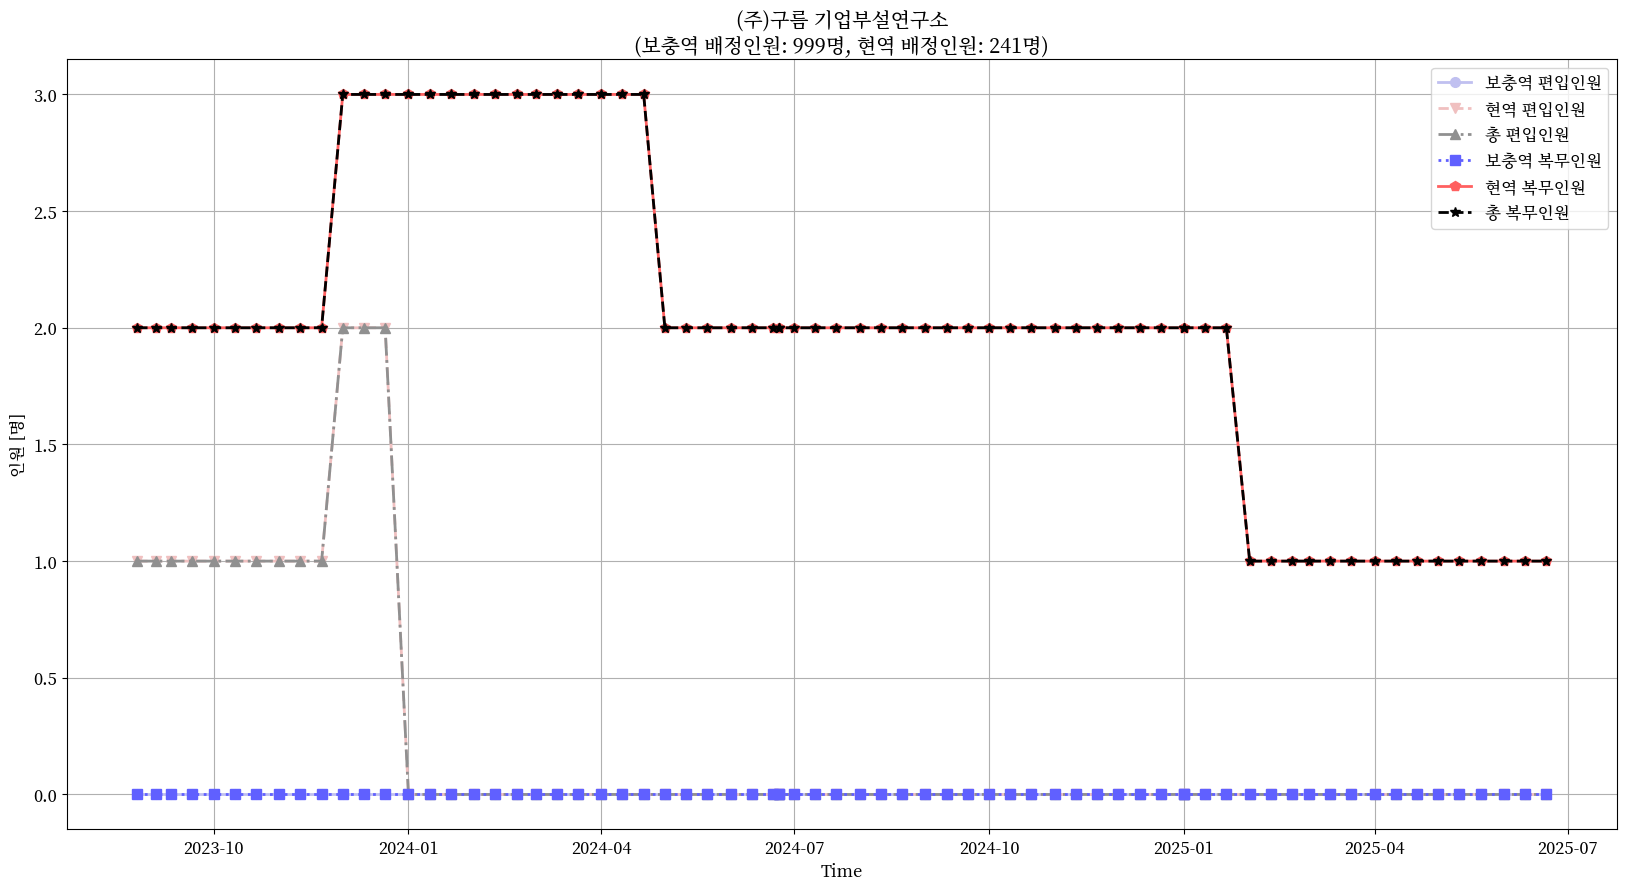 (주)구름 기업부설연구소
(보충역 배정인원: 999명, 현역 배정인원: 241명)
보충역 편입인원
현역 편입인원
총 편입인원
보충역 복무인원
현역 복무인원
총 복무인원
인원 [명]
3.0
2.5
2.0
1.5
1.0
0.5
0.0
2023-10
2024-01
2024-04
2024-07
2024-10
2025-01
2025-04
2025-07
Time